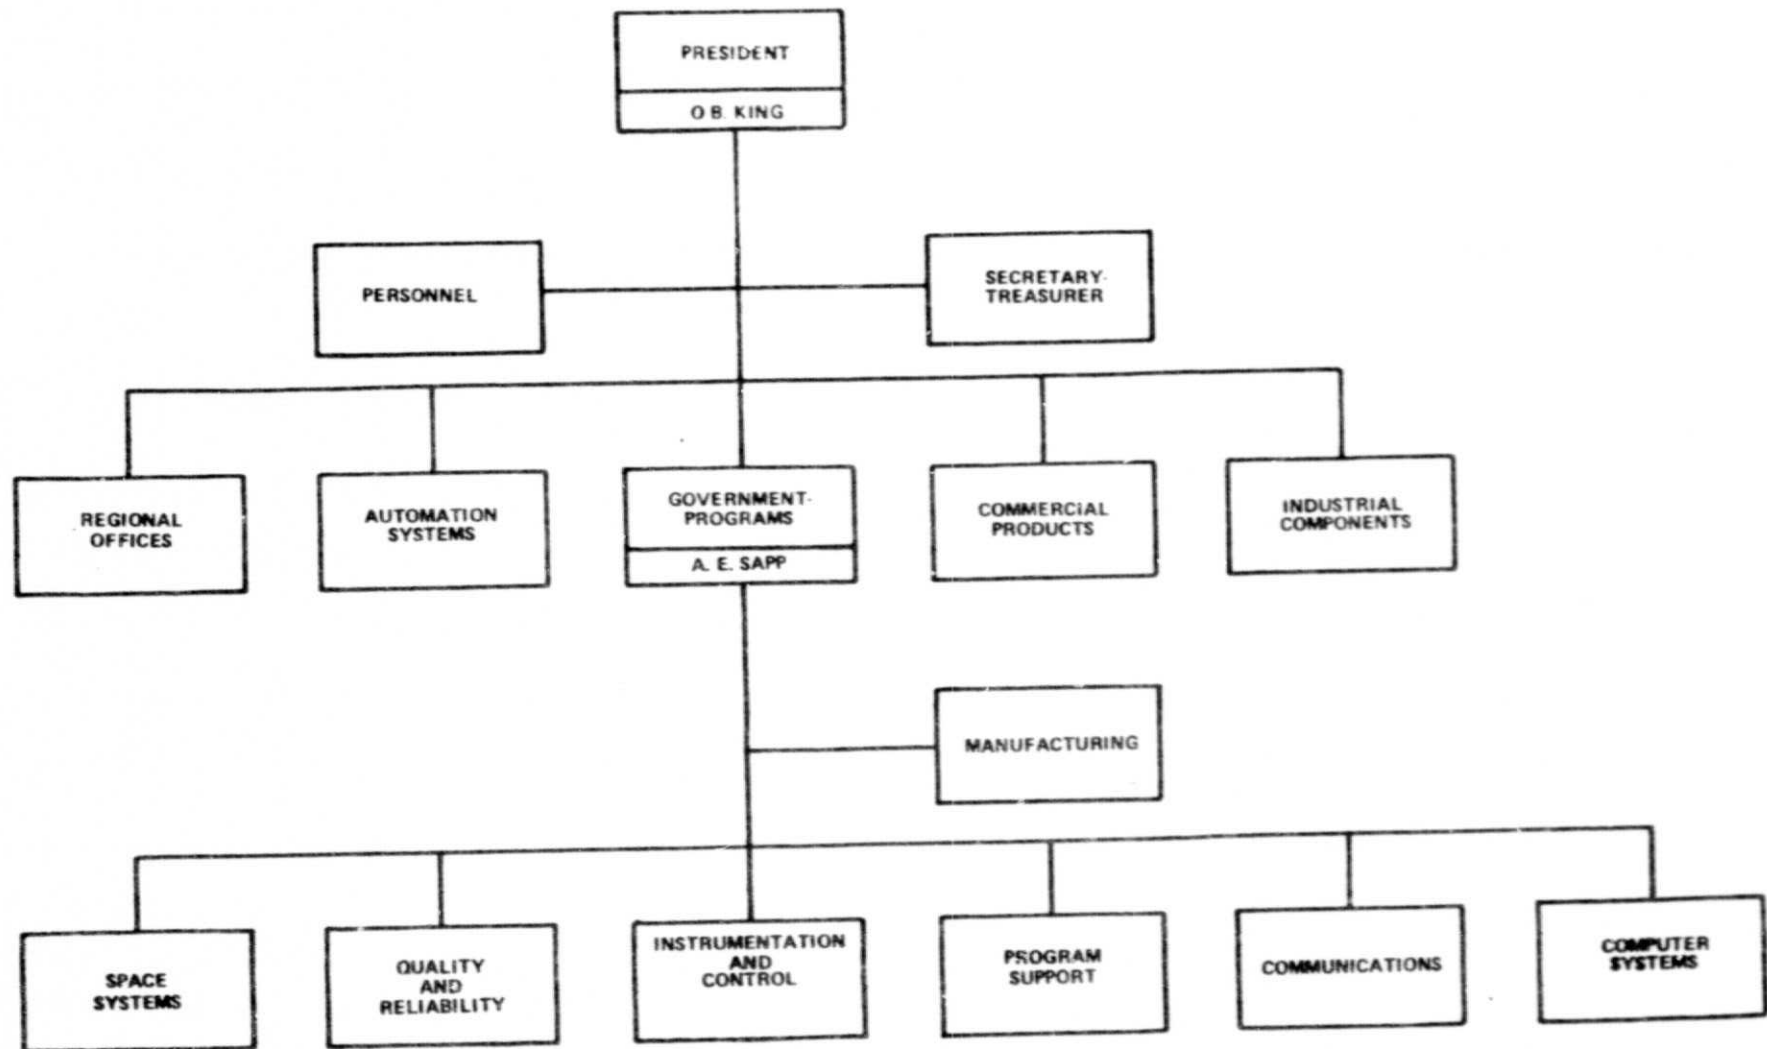 PRESIDENT
O B. KING
PERSONNEL
SECRETARY-
TREASURER
REGIONAL
OFFICES
AUTOMATION
SYSTEMS
GOVERNMENT-
PROGRAMS
A. E. SAPP
COMMERCIAL
PRODUCTS
INDUSTRIAL
COMPONENTS
MANUFACTURING
SPACE
SYSTEMS
QUALITY
AND
RELIABILITY
INSTRUMENTATION
AND
CONTROL
PROGRAM
SUPPORT
COMMUNICATIONS
COMPUTER
SYSTEMS